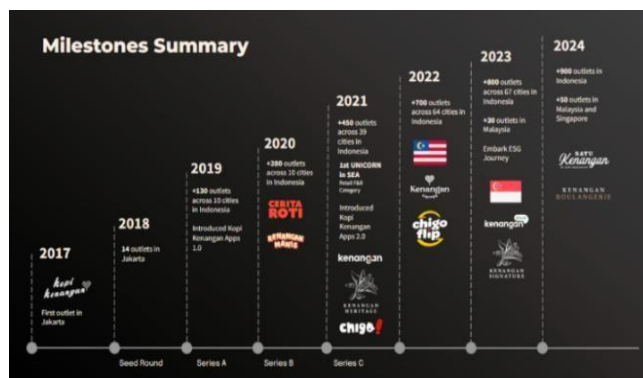 Milestones Summary
2017
kopi
kenangan
First outlet in
Jakarta
2018
14 outlets in
Jakarta
Seed Round
2019
+130 outlets
across 10 cities
in Indonesia
Introduced Kopi
Kenangan Apps
1.0
Series A
2020
+280 outlets
across 10 cities
in Indonesia
CERITA
ROTI
KENANGAN
MANIS
Series B
2021
+450 outlets
across 39
cities in
Indonesia
1st UNICORN
in SEA
Retail F&B
Category
Introduced
Kopi
Kenangan
Apps 2.0
kenangan
KENANGAN
HERITAGE
chigo!
Series C
2022
+700 outlets
across 64 cities in
Indonesia
Kenangan
chigo
flip
2023
+800 outlets
across 67 cities in
Indonesia
+30 outlets in
Malaysia
Embark ESG
Journey
kenangan
KENANGAN
SIGNATURE
2024
+900 outlets in
Indonesia
+50 outlets in
Malaysia and
Singapore
SATU
Kenangan
KENANGAN
BOULANGERIE